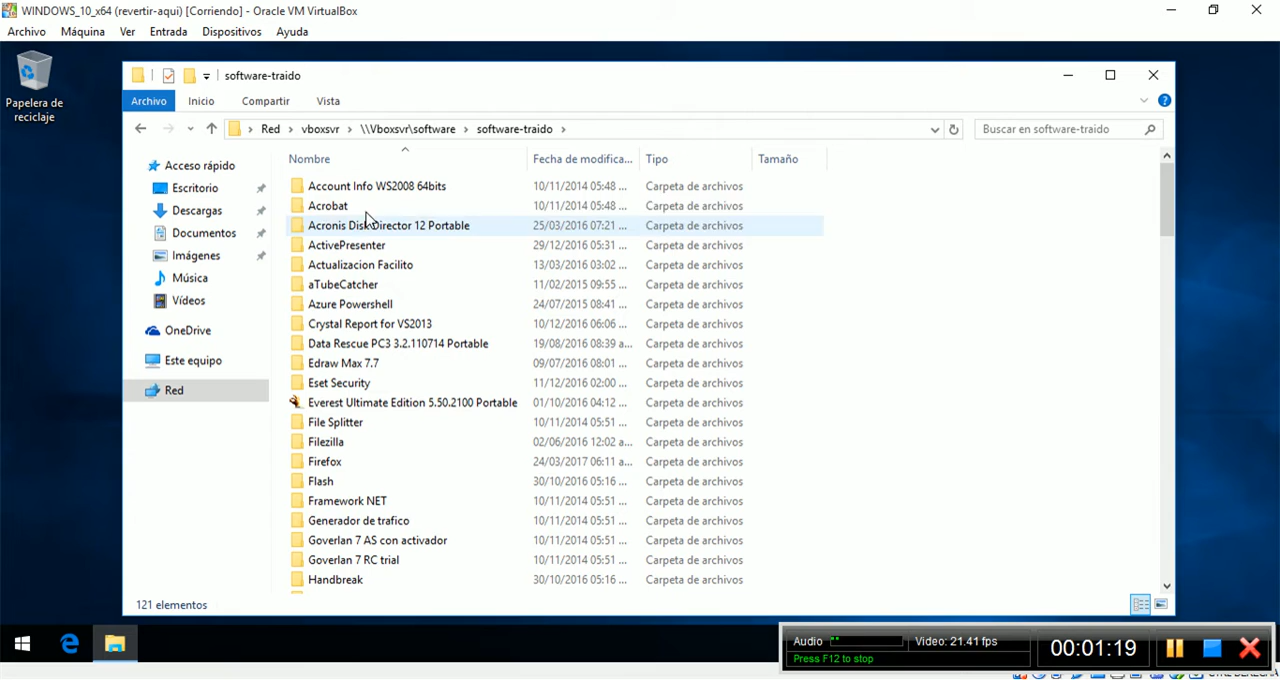 WINDOWS_10_x64 (revertir-aqui) [Corriendo] - Oracle VM VirtualBox
Archivo Máquina Ver Entrada Dispositivos Ayuda
Papelera de reciclaje
software-traido
Archivo Inicio Compartir Vista
Red vboxsvr \\Vboxsvr\software software-traido
Buscar en software-traido
Acceso rápido
Escritorio
Descargas
Documentos
Imágenes
Música
Vídeos
OneDrive
Este equipo
Red
Nombre Fecha de modifica... Tipo Tamaño
Account Info WS2008 64bits 10/11/2014 05:48 ... Carpeta de archivos
Acrobat 10/11/2014 05:48 ... Carpeta de archivos
Acronis Disk Director 12 Portable 25/03/2016 07:21 ... Carpeta de archivos
ActivePresenter 29/12/2016 05:31 ... Carpeta de archivos
Actualizacion Facilito 13/03/2016 03:02 ... Carpeta de archivos
aTubeCatcher 11/02/2015 09:55 ... Carpeta de archivos
Azure Powershell 24/07/2015 08:41 ... Carpeta de archivos
Crystal Report for VS2013 10/12/2016 06:06 ... Carpeta de archivos
Data Rescue PC3 3.2.110714 Portable 19/08/2016 08:39 a... Carpeta de archivos
Edraw Max 7.7 09/07/2016 08:01 ... Carpeta de archivos
Eset Security 11/12/2016 02:00 ... Carpeta de archivos
Everest Ultimate Edition 5.50.2100 Portable 01/10/2016 04:12 ... Carpeta de archivos
File Splitter 10/11/2014 05:51 ... Carpeta de archivos
Filezilla 02/06/2016 12:02 a... Carpeta de archivos
Firefox 24/03/2017 06:11 a... Carpeta de archivos
Flash 30/10/2016 05:16 ... Carpeta de archivos
Framework NET 10/11/2014 05:51 ... Carpeta de archivos
Generador de trafico 10/11/2014 05:51 ... Carpeta de archivos
Goverlan 7 AS con activador 10/11/2014 05:51 ... Carpeta de archivos
Goverlan 7 RC trial 10/11/2014 05:51 ... Carpeta de archivos
Handbreak 30/10/2016 05:16 ... Carpeta de archivos
121 elementos
Audio Video: 21.41 fps
Press F12 to stop
00:01:19